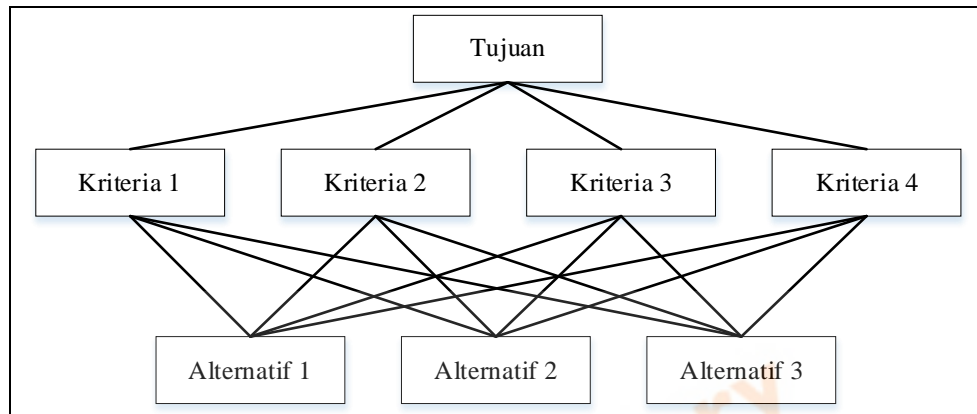 Tujuan
Kriteria 1
Kriteria 2
Kriteria 3
Kriteria 4
Alternatif 1
Alternatif 2
Alternatif 3